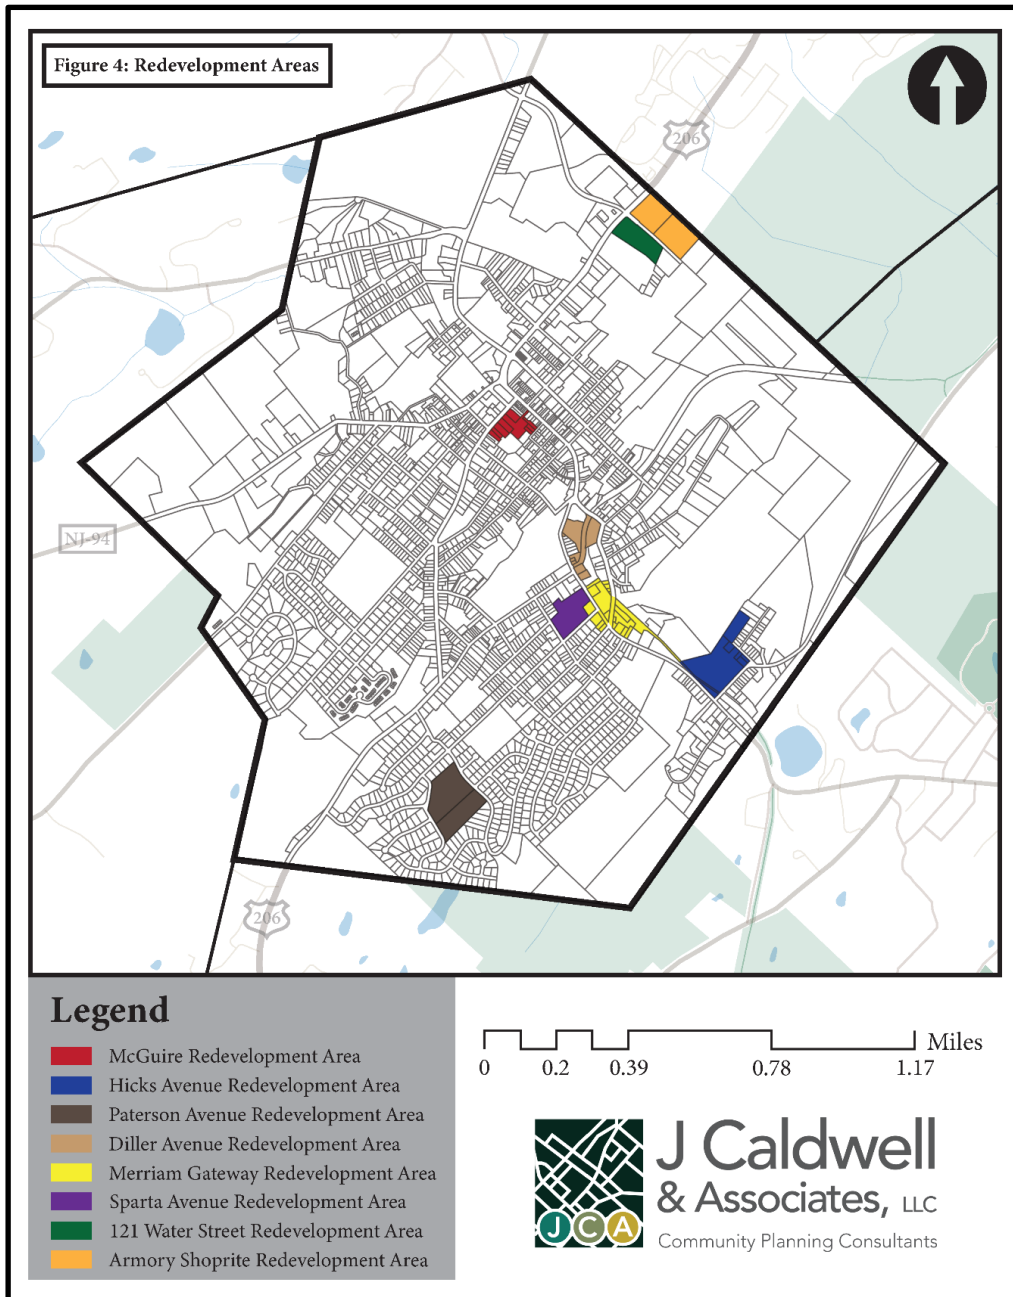 Figure 4: Redevelopment Areas
206
NJ-94
206
Legend
McGuire Redevelopment Area
Hicks Avenue Redevelopment Area
Paterson Avenue Redevelopment Area
Diller Avenue Redevelopment Area
Merriam Gateway Redevelopment Area
Sparta Avenue Redevelopment Area
121 Water Street Redevelopment Area
Armory Shoprite Redevelopment Area
Miles
0 0.2 0.39 0.78 1.17
J Caldwell
& Associates, LLC
JCA
Community Planning Consultants